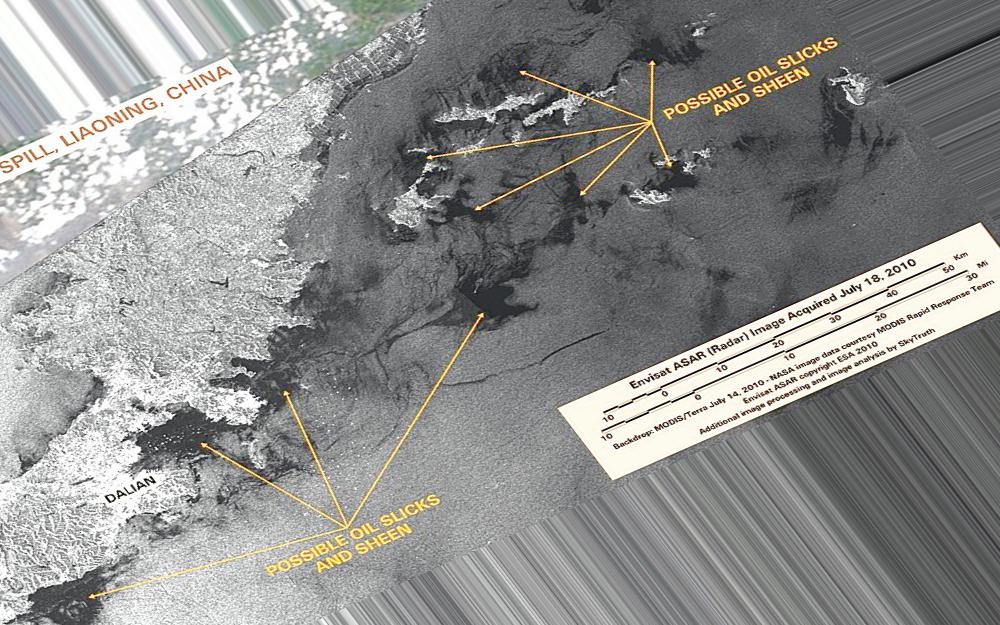 SPILL, LIAONING, CHINA
POSSIBLE OIL SLICKS
AND SHEEN
DALIAN
POSSIBLE OIL SLICKS
AND SHEEN
Envisat ASAR (Radar) Image Acquired July 18, 2010
10 0 10 20 30 40 50 Km
10 0 10 20 30 Mi
Backdrop: MODIS/Terra July 14, 2010 - NASA image data courtesy MODIS Rapid Response Team
Envisat ASAR copyright ESA 2010
Additional image processing and image analysis by SkyTruth